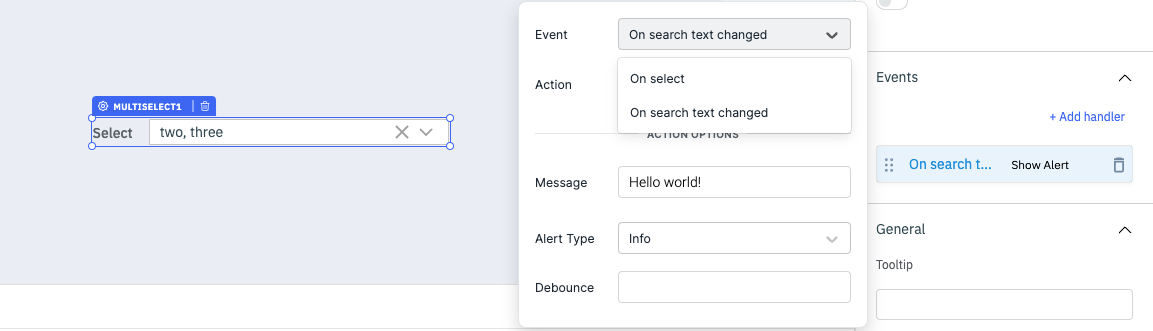 MULTISELECT1
Select
two, three
Event
On search text changed
On select
On search text changed
Action
ACTION OPTIONS
Message
Hello world!
Alert Type
Info
Debounce
Events
+ Add handler
On search t...
Show Alert
General
Tooltip